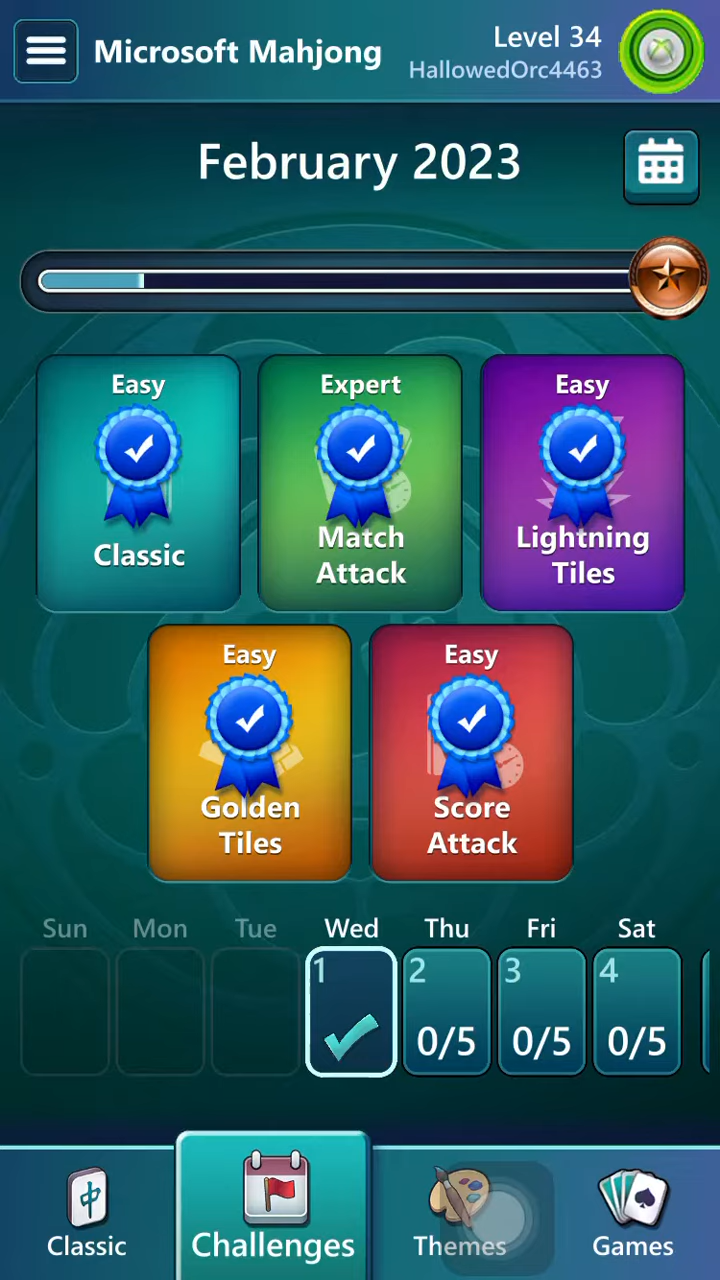 Microsoft Mahjong
Level 34
HallowedOrc4463
February 2023
Easy
Classic
Expert
Match
Attack
Easy
Lightning
Tiles
Easy
Golden
Tiles
Easy
Score
Attack
Sun Mon Tue Wed Thu Fri Sat
1 2 3 4
0/5 0/5 0/5
中
Classic Challenges Themes Games